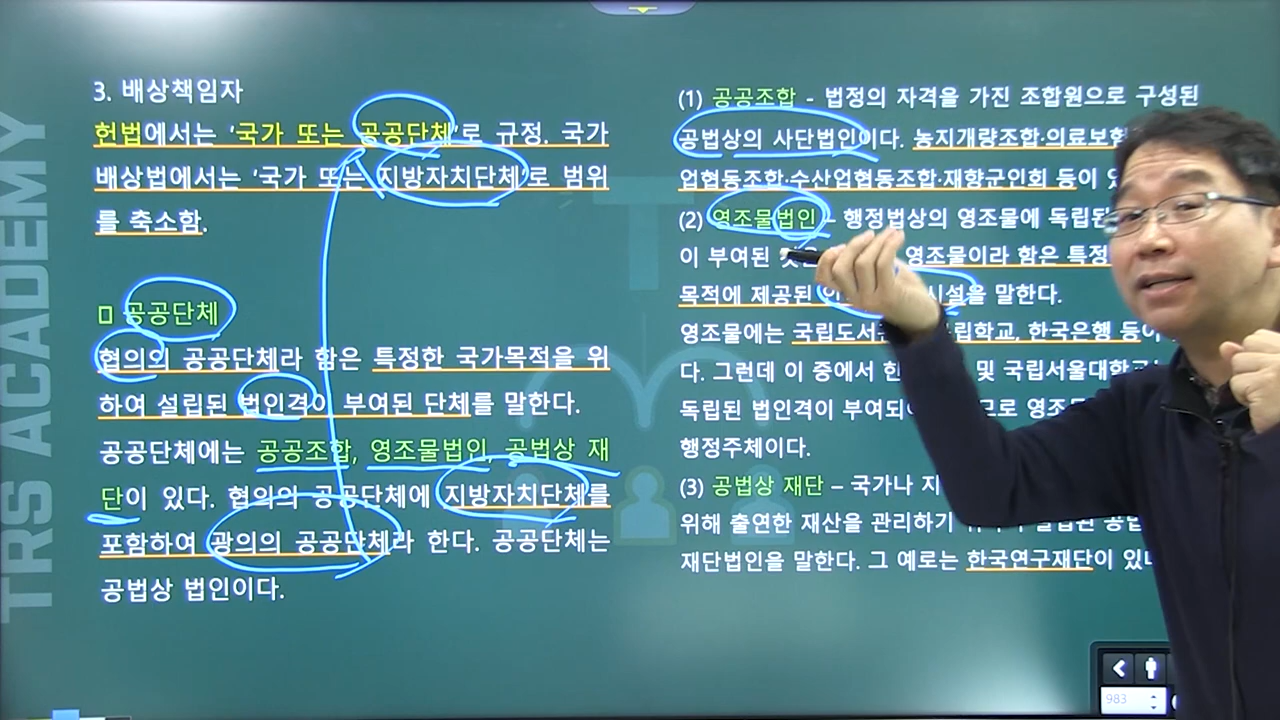 TRS ACADEMY
3. 배상책임자
헌법에서는 '국가 또는 공공단체'로 규정. 국가
배상법에서는 '국가 또는 지방자치단체'로 범위
를 축소함.
□ 공공단체
협의의 공공단체라 함은 특정한 국가목적을 위
하여 설립된 법인격이 부여된 단체를 말한다.
공공단체에는 공공조합, 영조물법인, 공법상 재
단이 있다. 협의의 공공단체에 지방자치단체를
포함하여 광의의 공공단체라 한다. 공공단체는
공법상 법인이다.
(1) 공공조합 - 법정의 자격을 가진 조합원으로 구성된
공법상의 사단법인이다. 농지개량조합·의료보험
업협동조합·수산업협동조합·재향군인회 등이
(2) 영조물법인 - 행정법상의 영조물에 독립된
이 부여된 영조물이라 함은 특정
목적에 제공된 시설을 말한다.
영조물에는 국립도서 한국은행 등이
다. 그런데 이 중에서 및 국립서울대학교
독립된 법인격이 부여되 므로
행정주체이다.
(3) 공법상 재단 – 국가나
위해 출연한 재산을 관리하기
재단법인을 말한다. 그 예로는 한국연구재단이
983